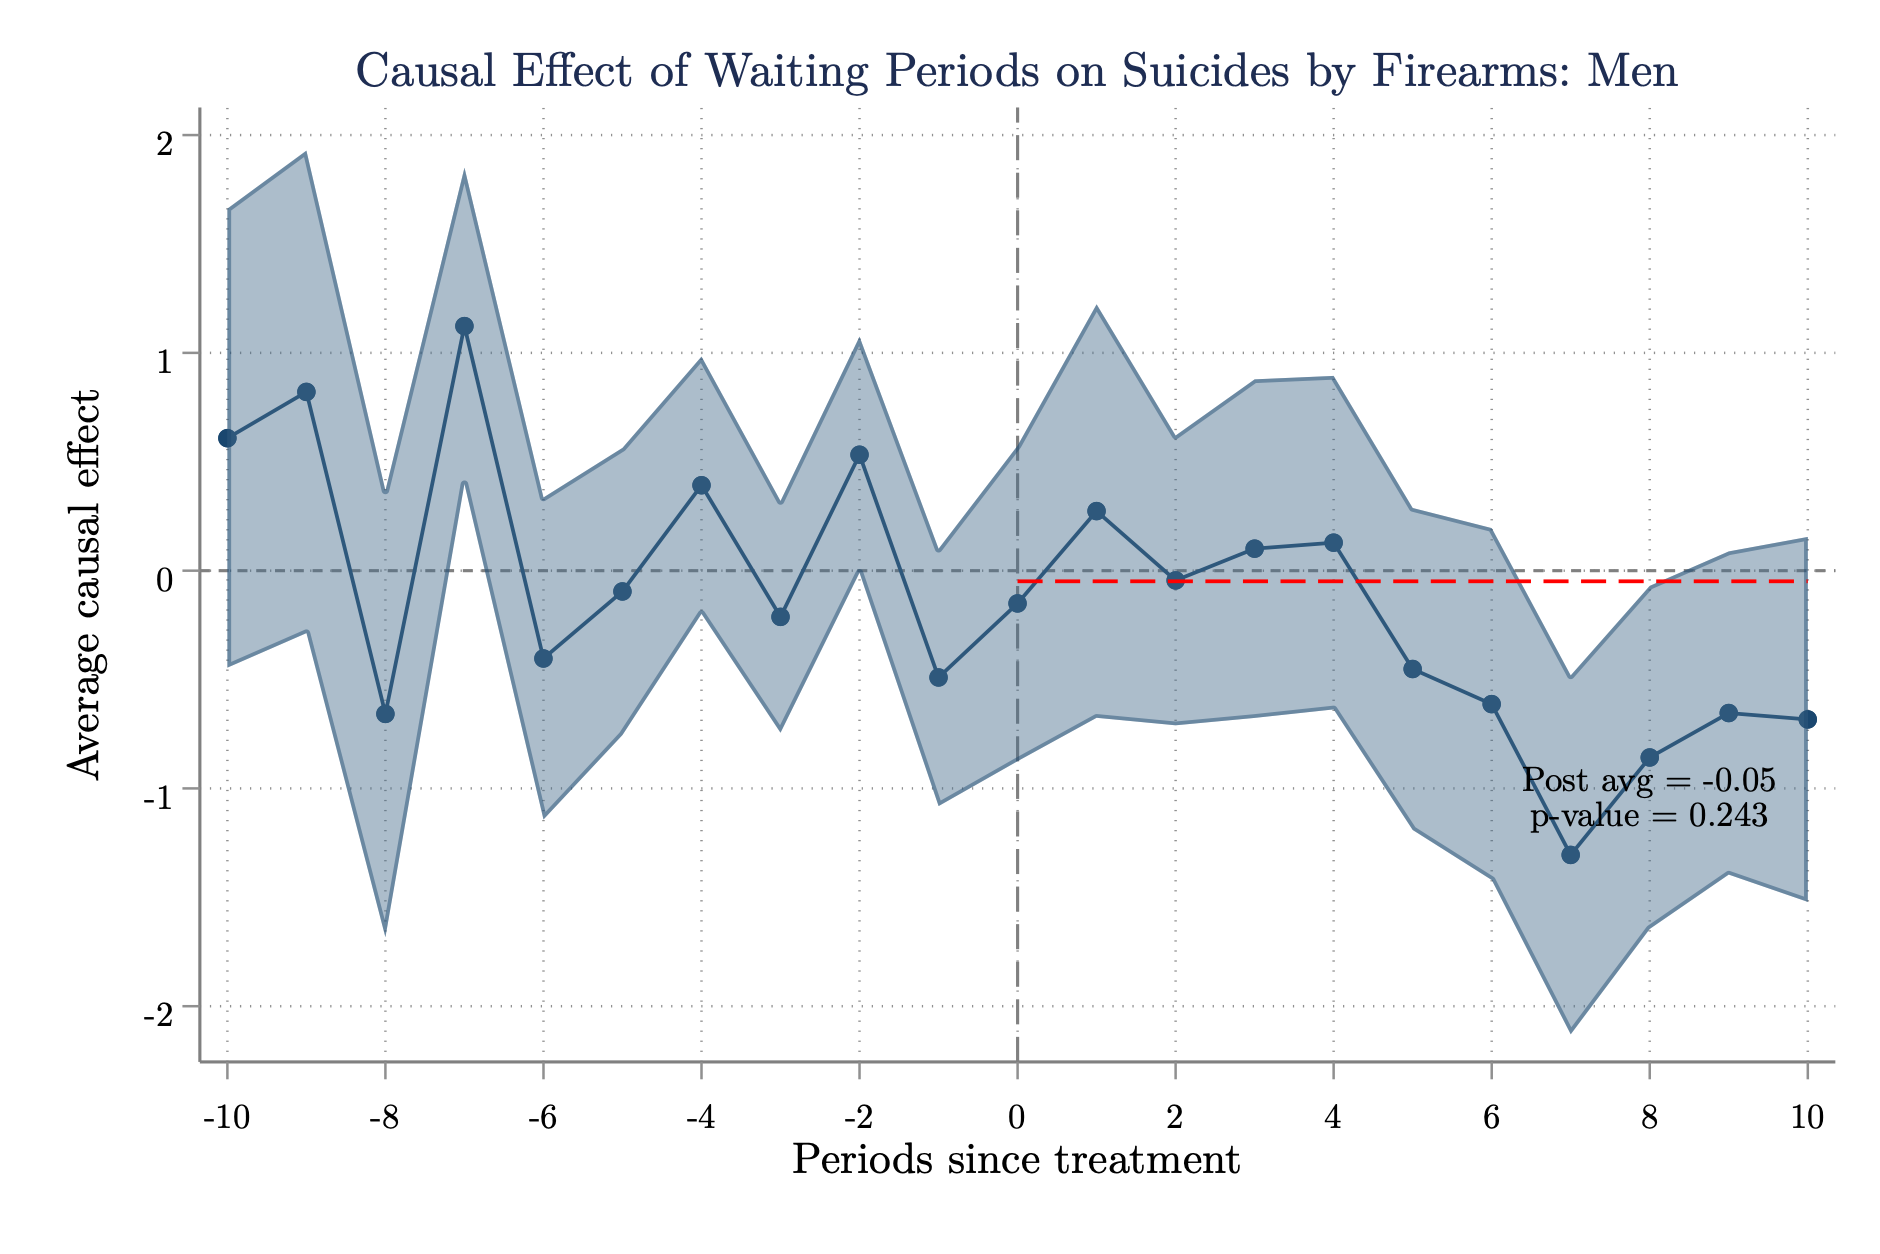 Causal Effect of Waiting Periods on Suicides by Firearms: Men
Average causal effect
2
1
0
-1
-2
Post avg = -0.05
p-value = 0.243
-10 -8 -6 -4 -2 0 2 4 6 8 10
Periods since treatment